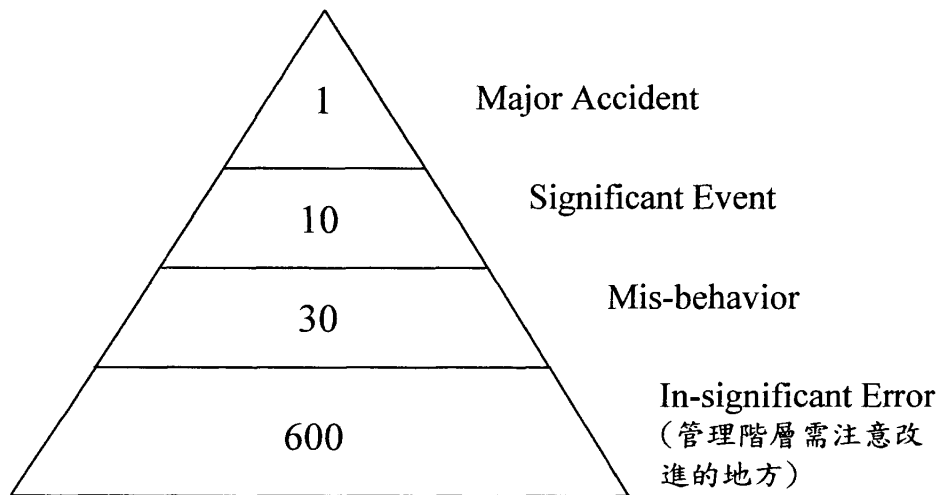 1
Major Accident
10
Significant Event
30
Mis-behavior
600
In-significant Error
(管理階層需注意改
進的地方)